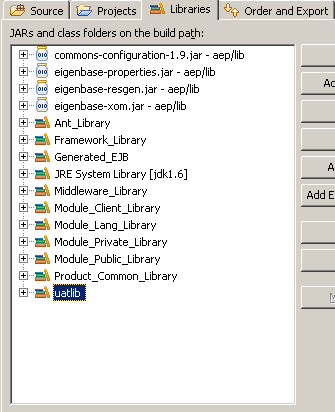 Source Projects Libraries Order and Export
JARs and class folders on the build path:
commons-configuration-1.9.jar - aep/lib
eigenbase-properties.jar - aep/lib
eigenbase-resgen.jar - aep/lib
eigenbase-xom.jar - aep/lib
Ant_Library
Framework_Library
Generated_EJB
JRE System Library [jdk1.6]
Middleware_Library
Module_Client_Library
Module_Lang_Library
Module_Private_Library
Module_Public_Library
Product_Common_Library
uatlib
Add E